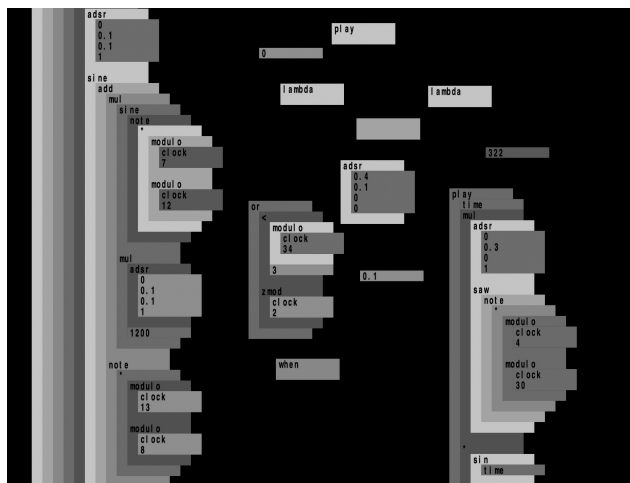 adsr
0
0.1
0.1
1
sine
add
mul
sine
note
*
modulo
clock
7
modulo
clock
12
mul
adsr
0
0.1
0.1
1
1200
note
*
modulo
clock
13
modulo
clock
8
play
0
lambda
lambda
322
adsr
0.4
0.1
0
0
or
<
modulo
clock
34
3
zmod
clock
2
0.1
when
play
time
mul
adsr
0
0.3
0
1
saw
note
*
modulo
clock
4
modulo
clock
30
*
sin
time